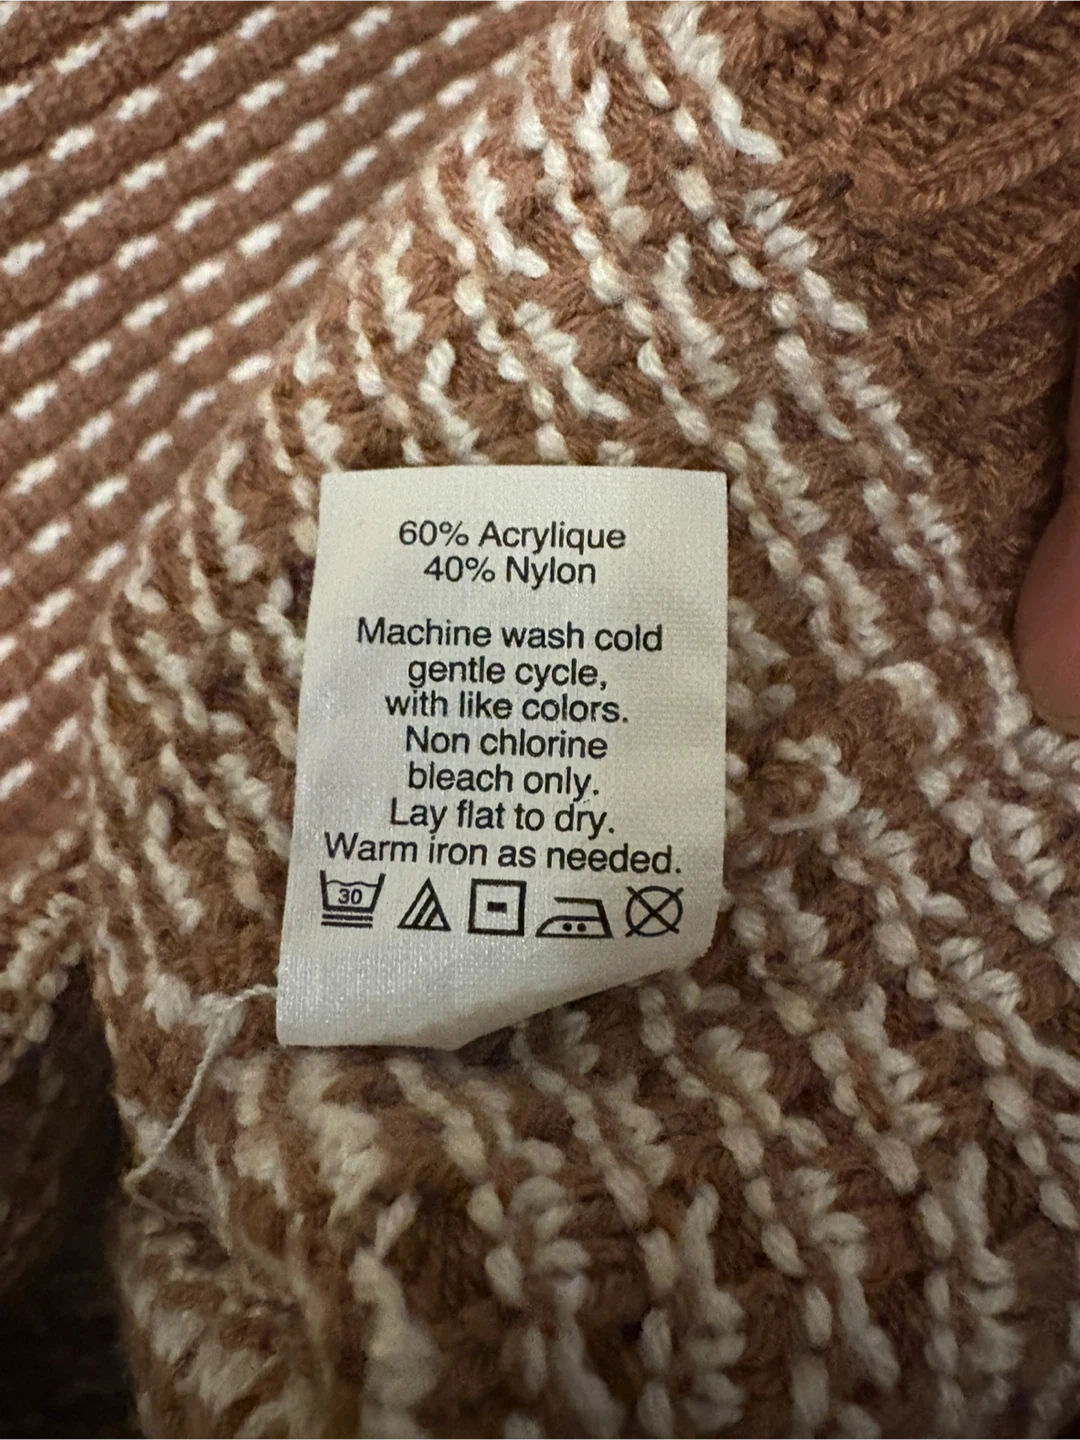 60% Acrylique
40% Nylon
Machine wash cold
gentle cycle,
with like colors.
Non chlorine
bleach only.
Lay flat to dry.
Warm iron as needed.
30